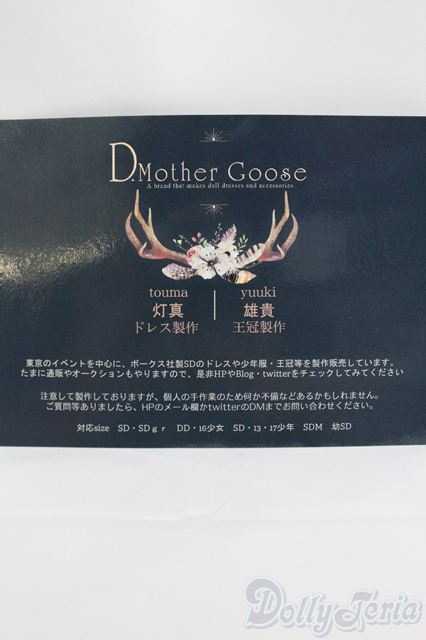 D.Mother Goose
A brand that makes doll dresses and accessories.
touma
yuuki
灯真
雄貴
ドレス製作
王冠製作
東京のイベントを中心に、ボークス社製SDのドレスや少年服・王冠等を製作販売しています。
たまに通販やオークションもやりますので、是非HPやBlog・twitterをチェックしてみてください
注意して製作しておりますが、個人の手作業のため何か不備などあるかもしれません。
ご質問等ありましたら、HPのメール欄かtwitterのDMまでお問い合わせください。
対応size SD・SDgr DD・16少女 SD・13・17少年 SDM 幼SD
DollyTeria